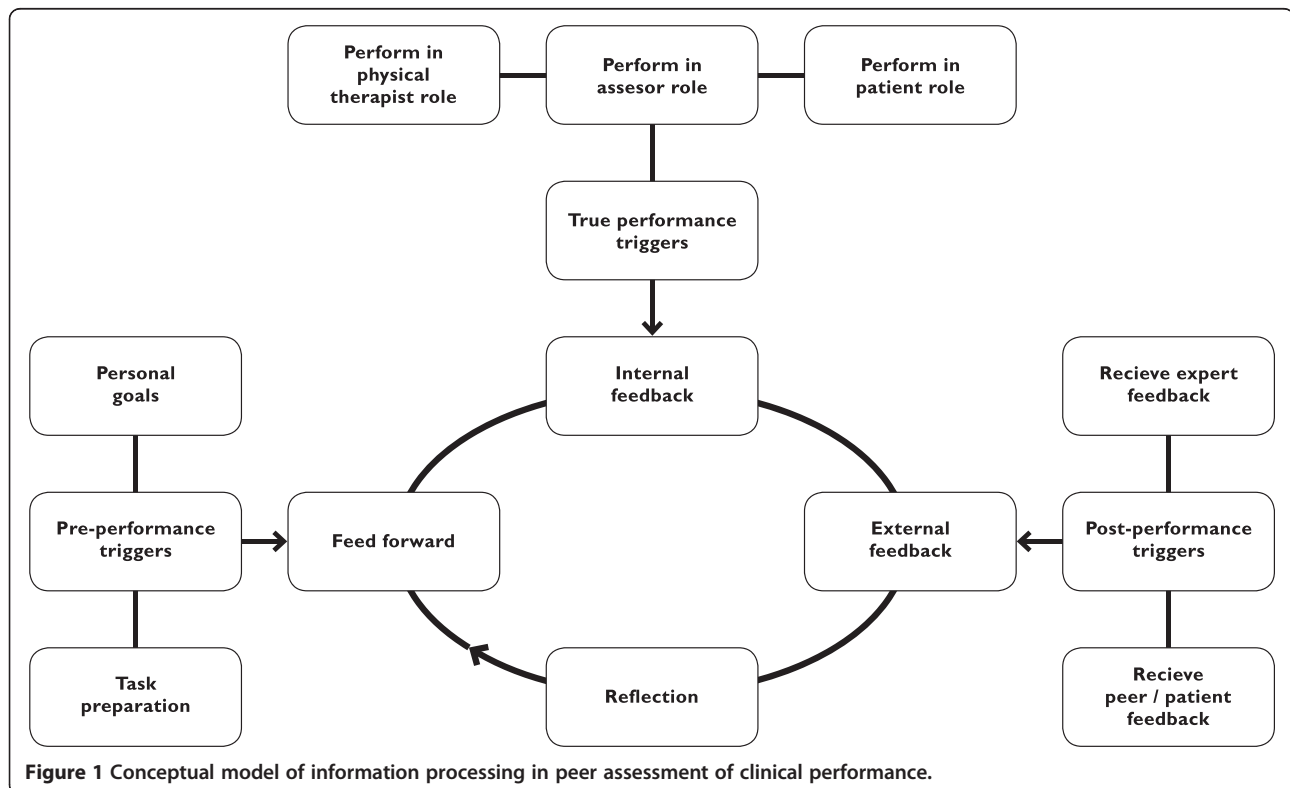 Perform in
physical
therapist role
Perform in
assesor role
Perform in
patient role
True performance
triggers
Personal
goals
Internal
feedback
Recieve expert
feedback
Pre-performance
triggers
Feed forward
External
feedback
Post-performance
triggers
Task
preparation
Reflection
Recieve
peer / patient
feedback
Figure 1 Conceptual model of information processing in peer assessment of clinical performance.